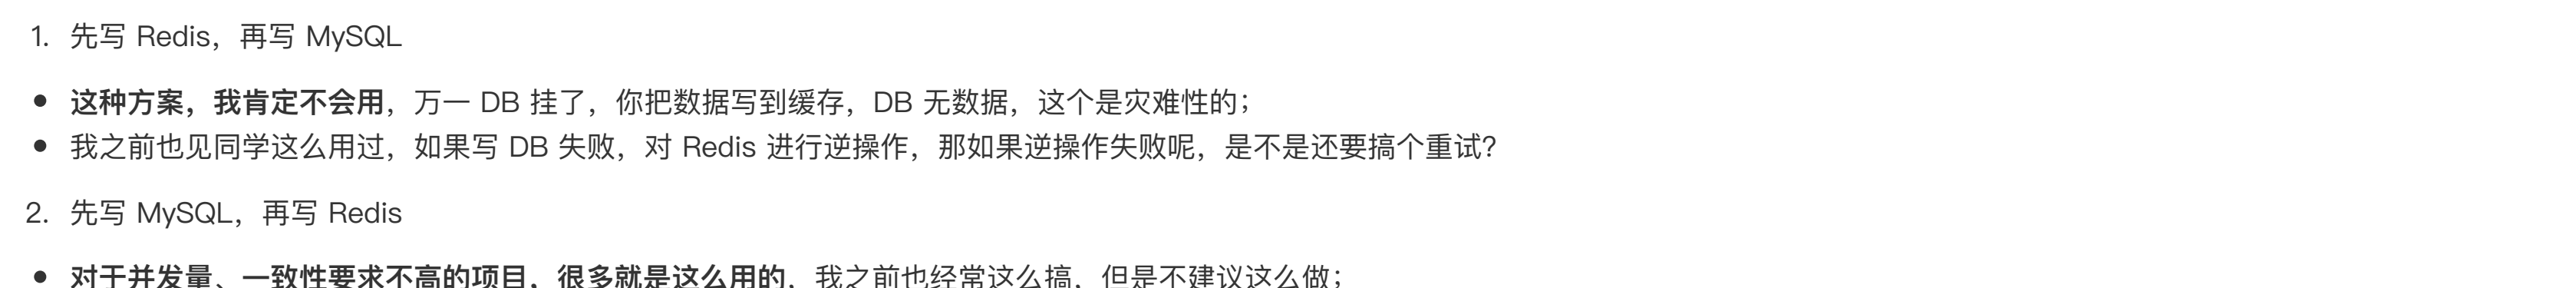 1. 先写 Redis，再写 MySQL
● 这种方案，我肯定不会用，万一 DB 挂了，你把数据写到缓存，DB 无数据，这个是灾难性的；
● 我之前也见同学这么用过，如果写 DB 失败，对 Redis 进行逆操作，那如果逆操作失败呢，是不是还要搞个重试？
2. 先写 MySQL，再写 Redis
● 对于并发量、一致性要求不高的项目，很多就是这么用的，我之前也经常这么搞，但是不建议这么做；